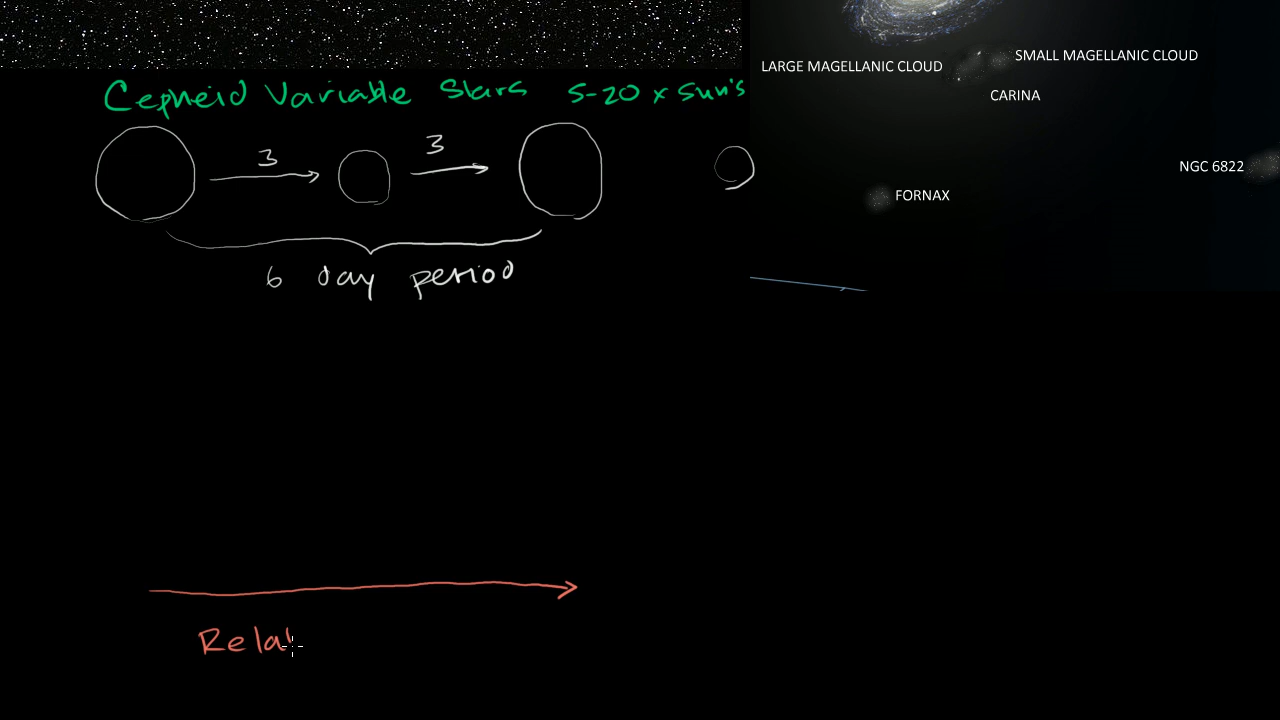 SMALL MAGELLANIC CLOUD
LARGE MAGELLANIC CLOUD
Cepheid Variable Stars 5-20 x Sun's
CARINA
3
3
NGC 6822
FORNAX
6 day period
Relat